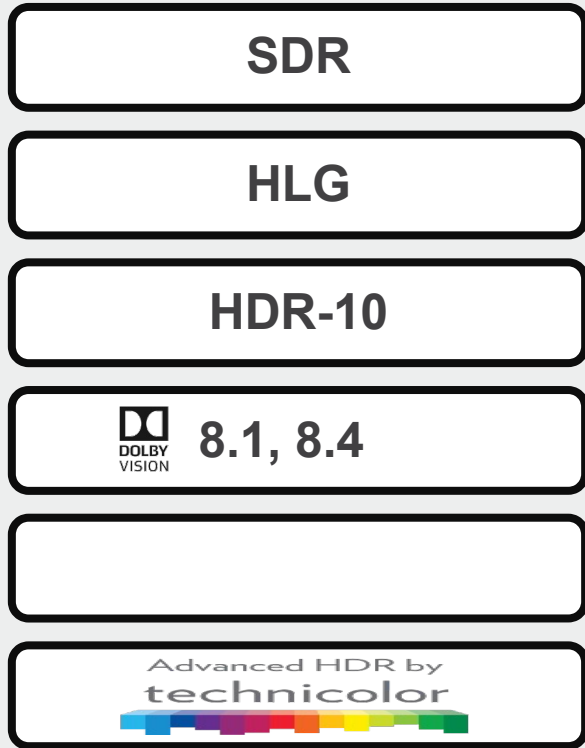 SDR
HLG
HDR-10
DOLBY
VISION
8.1, 8.4
Advanced HDR by
technicolor